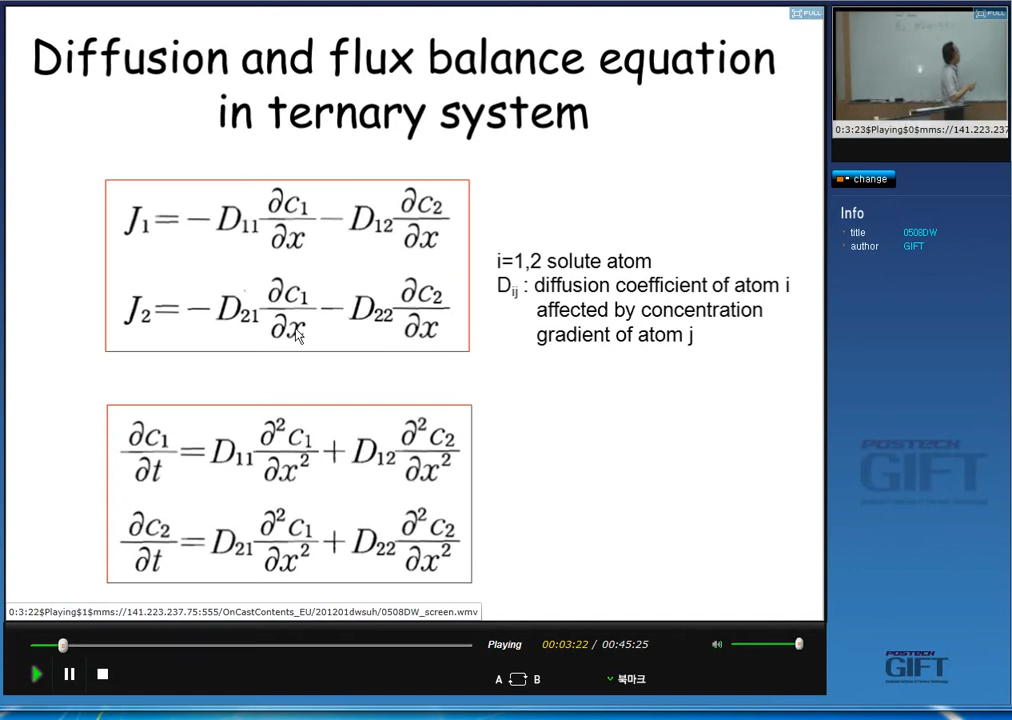 Diffusion and flux balance equation
in ternary system
J₁ = −D₁₁ ∂c₁/∂x − D₁₂ ∂c₂/∂x
J₂ = −D₂₁ ∂c₁/∂x − D₂₂ ∂c₂/∂x
i=1,2 solute atom
Dᵢⱼ : diffusion coefficient of atom i
affected by concentration
gradient of atom j
∂c₁/∂t = D₁₁ ∂²c₁/∂x² + D₁₂ ∂²c₂/∂x²
∂c₂/∂t = D₂₁ ∂²c₁/∂x² + D₂₂ ∂²c₂/∂x²
0:3:22$Playing$1$mms://141.223.237.75:555/OnCastContents_EU/201201dwsuh/0508DW_screen.wmv
Playing 00:03:22 / 00:45:25
A B 북마크
FULL
FULL
0:3:23$Playing$0$mms://141.223.237
change
Info
title 0508DW
author GIFT
POSTECH
GIFT
POSTECH
GIFT